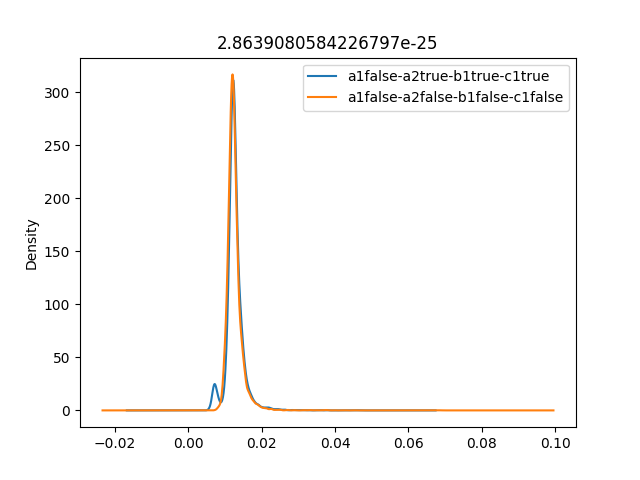 2.8639080584226797e-25
a1false-a2true-b1true-c1true
a1false-a2false-b1false-c1false
Density
300
250
200
150
100
50
0
−0.02 0.00 0.02 0.04 0.06 0.08 0.10